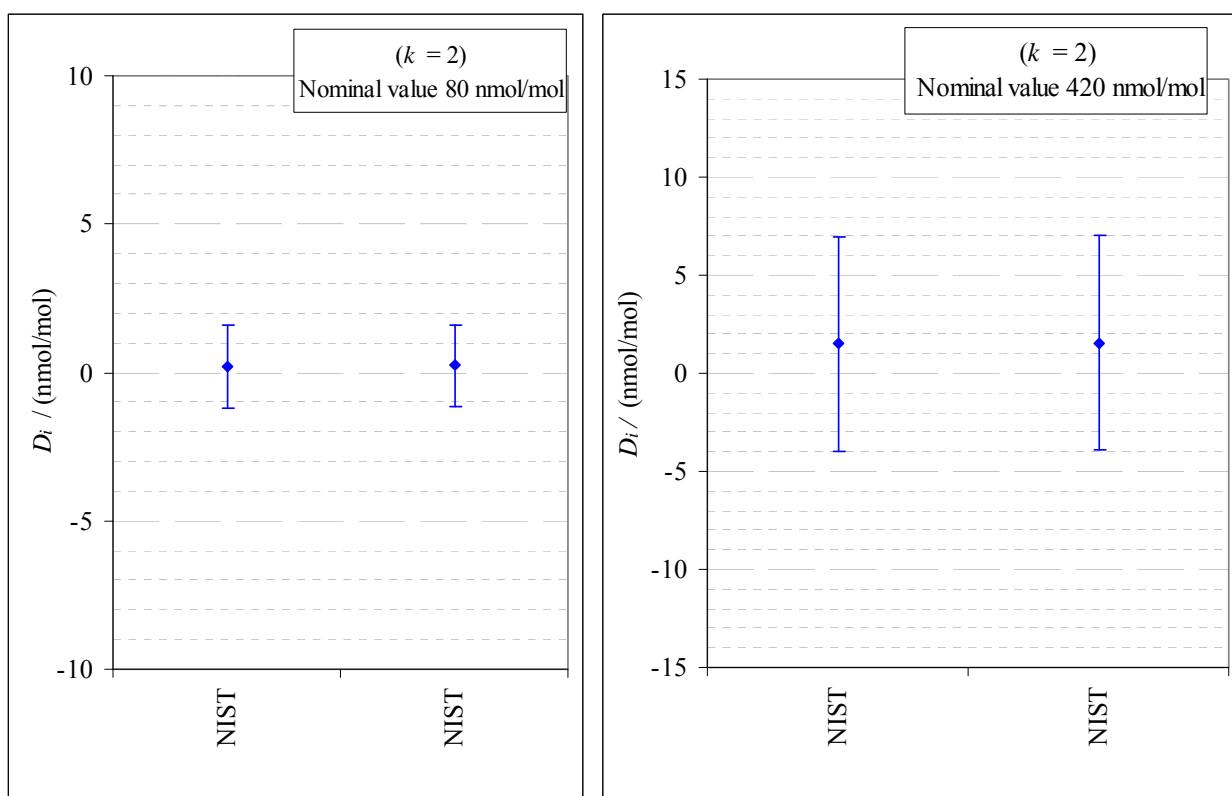 (k = 2)
Nominal value 80 nmol/mol
10
5
0
-5
-10
Di / (nmol/mol)
NIST
NIST
(k = 2)
Nominal value 420 nmol/mol
15
10
5
0
-5
-10
-15
Di / (nmol/mol)
NIST
NIST